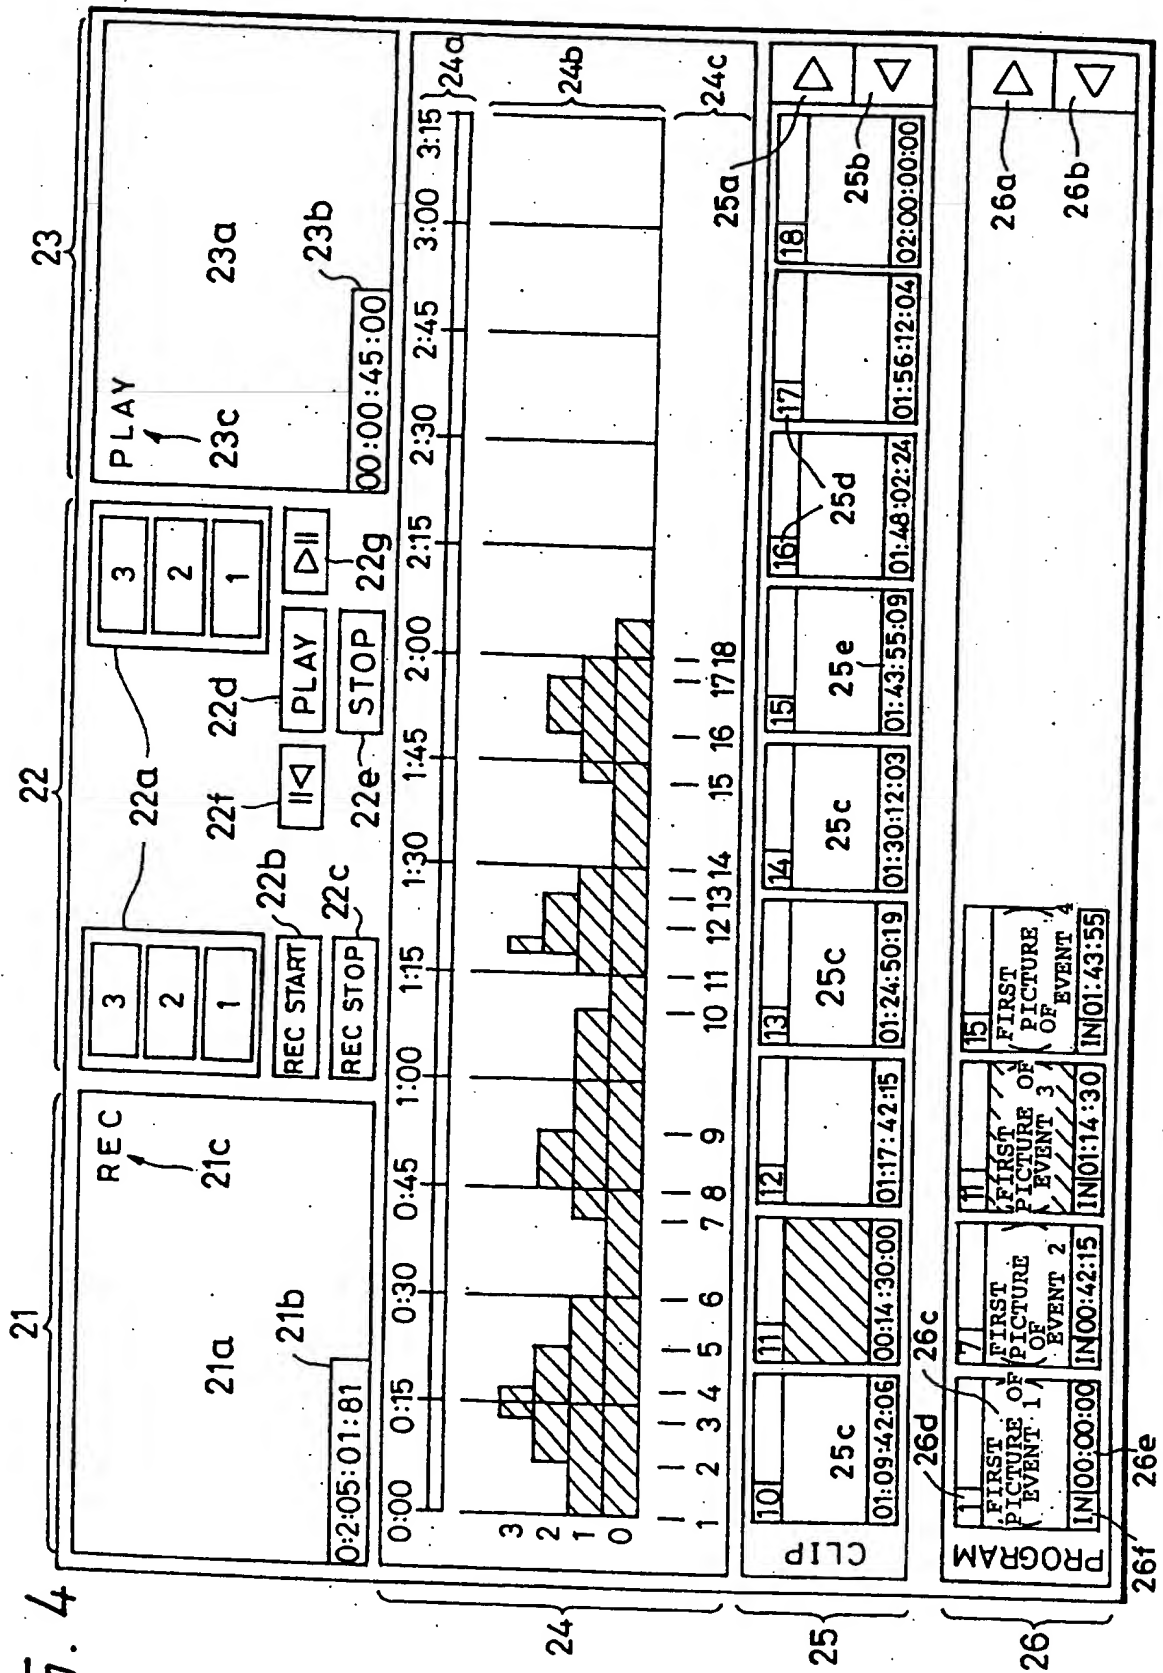 21
22
23
REC
21c
21a
21b
0:2:05:01:81
3
2
1
22a
REC START
22b
REC STOP
22c
3
2
1
22f
22d
PLAY
22g
22e
STOP
PLAY
23c
23a
23b
00:00:45:00
24
0:00 0:15 0:30 0:45 1:00 1:15 1:30 1:45 2:00 2:15 2:30 2:45 3:00 3:15
24a
3
2
1
0
24b
1 2 3 4 5 6 7 8 9 10 11 12 13 14 15 16 17 18
24c
25
CLIP
10
25c
01:09:42:06
11
00:14:30:00
12
01:17:42:15
13
25c
01:24:50:19
14
25c
01:30:12:03
15
25e
01:43:55:09
16
25d
01:48:02:24
17
01:56:12:04
18
02:00:00:00
25a
25b
26
PROGRAM
26d
26c
1
FIRST
PICTURE OF
EVENT 1
IN 00:00:00
26f
26e
7
FIRST
PICTURE
OF
EVENT 2
IN 00:42:15
11
FIRST
PICTURE OF
EVENT 3
IN 01:14:30
15
FIRST
PICTURE
OF
EVENT 4
IN 01:43:55
26a
26b
. 4